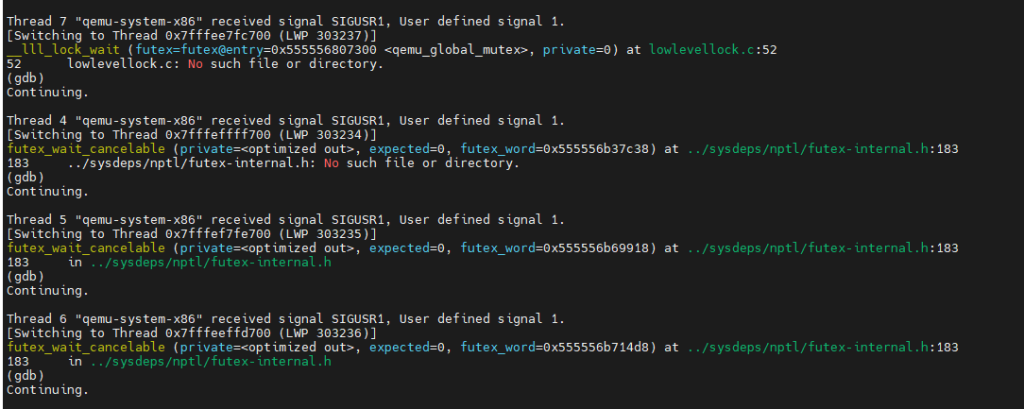 Thread 7 "qemu-system-x86" received signal SIGUSR1, User defined signal 1.
[Switching to Thread 0x7fffee7fc700 (LWP 303237)]
__lll_lock_wait (futex=futex@entry=0x555556807300 <qemu_global_mutex>, private=0) at lowlevellock.c:52
52      lowlevellock.c: No such file or directory.
(gdb)
Continuing.
Thread 4 "qemu-system-x86" received signal SIGUSR1, User defined signal 1.
[Switching to Thread 0x7fffeffff700 (LWP 303234)]
futex_wait_cancelable (private=<optimized out>, expected=0, futex_word=0x555556b37c38) at ../sysdeps/nptl/futex-internal.h:183
183     ../sysdeps/nptl/futex-internal.h: No such file or directory.
(gdb)
Continuing.
Thread 5 "qemu-system-x86" received signal SIGUSR1, User defined signal 1.
[Switching to Thread 0x7fffef7fe700 (LWP 303235)]
futex_wait_cancelable (private=<optimized out>, expected=0, futex_word=0x555556b69918) at ../sysdeps/nptl/futex-internal.h:183
183     in ../sysdeps/nptl/futex-internal.h
(gdb)
Continuing.
Thread 6 "qemu-system-x86" received signal SIGUSR1, User defined signal 1.
[Switching to Thread 0x7fffeeffd700 (LWP 303236)]
futex_wait_cancelable (private=<optimized out>, expected=0, futex_word=0x555556b714d8) at ../sysdeps/nptl/futex-internal.h:183
183     in ../sysdeps/nptl/futex-internal.h
(gdb)
Continuing.